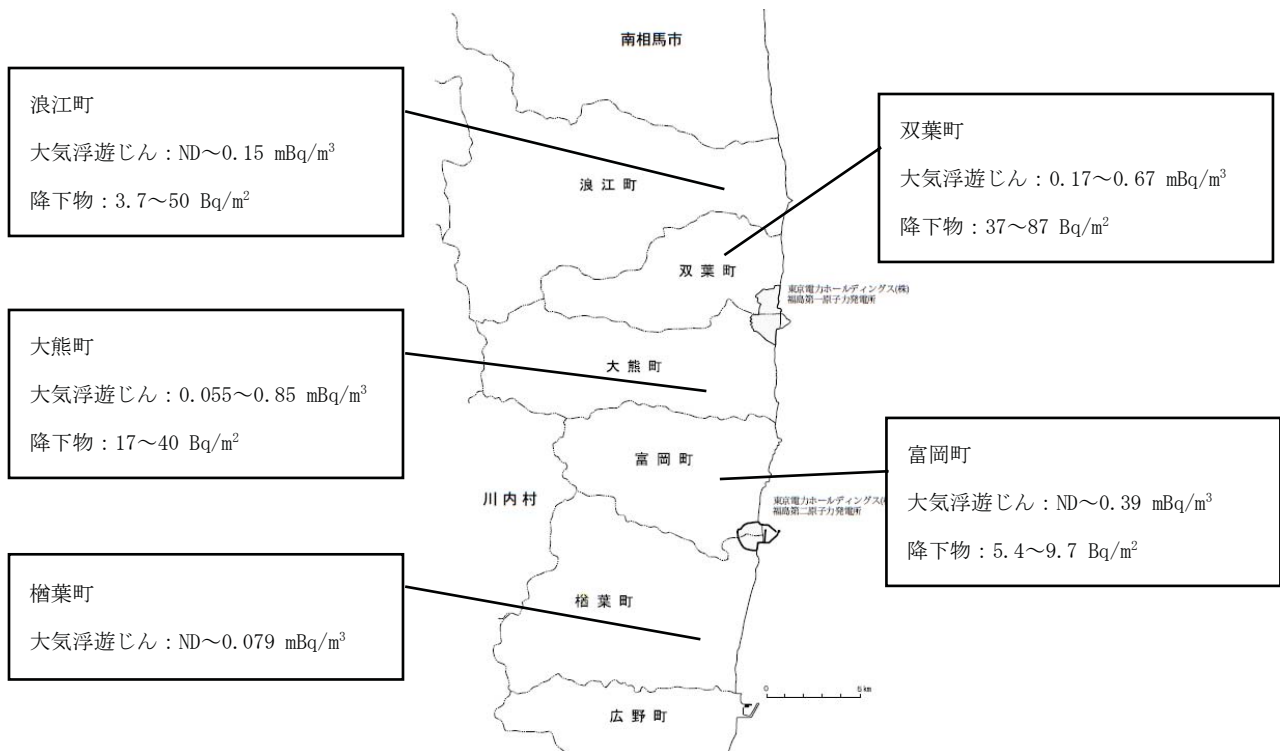 南相馬市
浪江町
大気浮遊じん：ND～0.15 mBq/m³
降下物：3.7～50 Bq/m²
双葉町
大気浮遊じん：0.17～0.67 mBq/m³
降下物：37～87 Bq/m²
浪江町
双葉町
東京電力ホールディングス(株)
福島第一原子力発電所
大熊町
大気浮遊じん：0.055～0.85 mBq/m³
降下物：17～40 Bq/m²
大熊町
富岡町
大気浮遊じん：ND～0.39 mBq/m³
降下物：5.4～9.7 Bq/m²
富岡町
川内村
東京電力ホールディングス(
福島第二原子力発電所
楢葉町
大気浮遊じん：ND～0.079 mBq/m³
楢葉町
0 5km
広野町